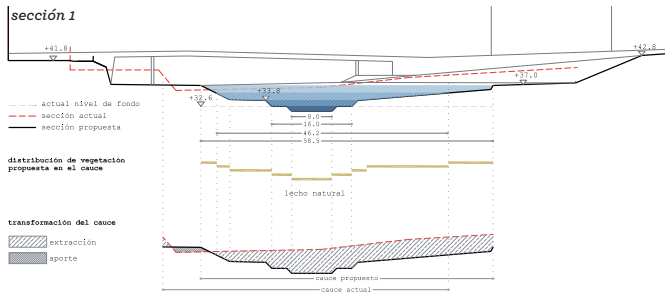 sección 1
+41.8
+42.8
+37.0
+33.8
+32.6
actual nivel de fondo
sección actual
sección propuesta
8.0
16.0
46.2
58.5
distribución de vegetación
propuesta en el cauce
lecho natural
transformación del cauce
extracción
aporte
cauce propuesto
cauce actual